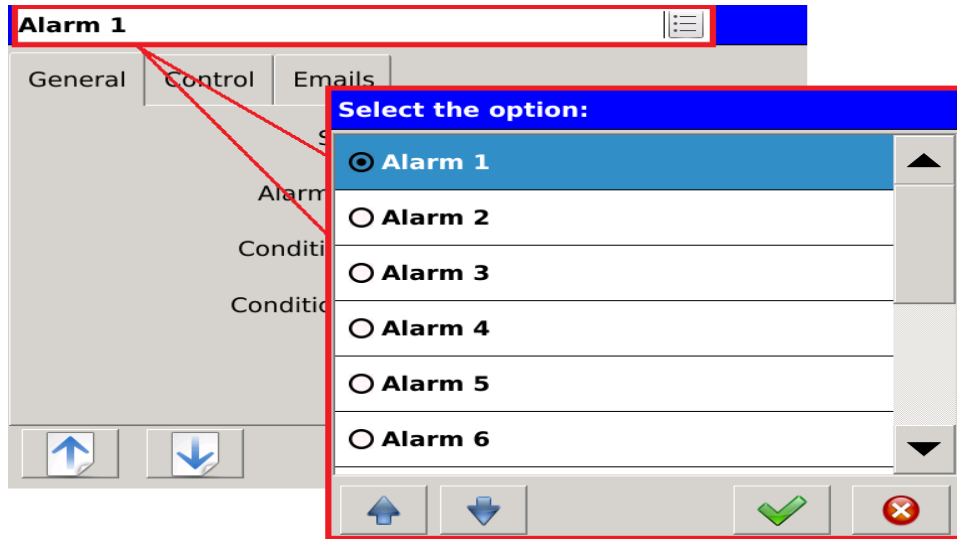 Alarm 1
General Control Emails
Select the option:
Alarm 1
Alarm 2
Alarm 3
Alarm 4
Alarm 5
Alarm 6
Alarm